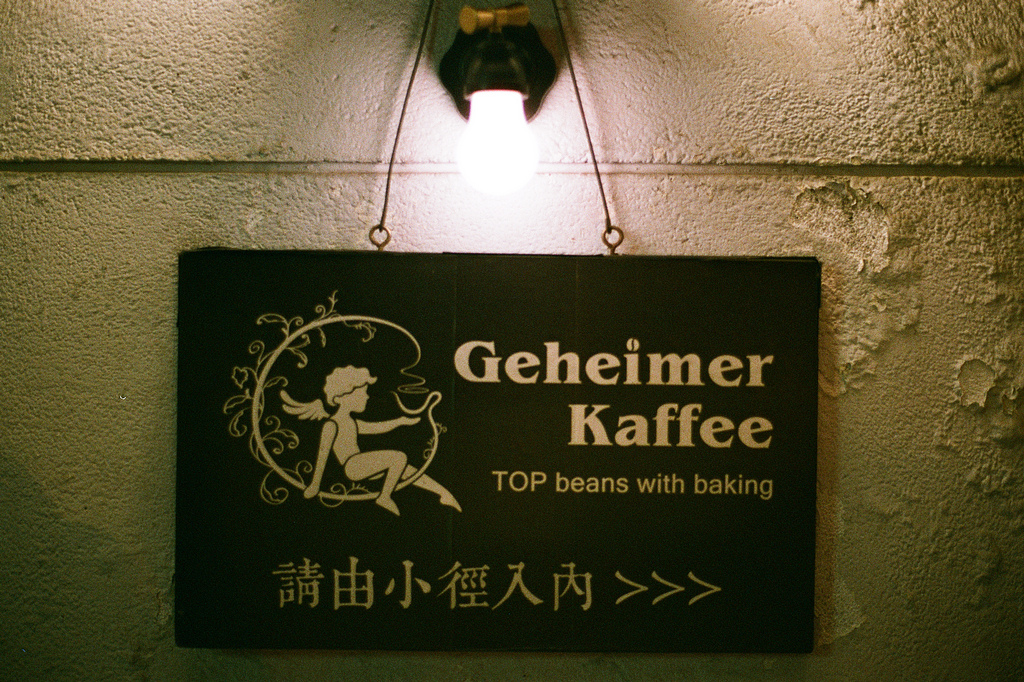 Geheimer
Kaffee
TOP beans with baking
請由小徑入內 >>>